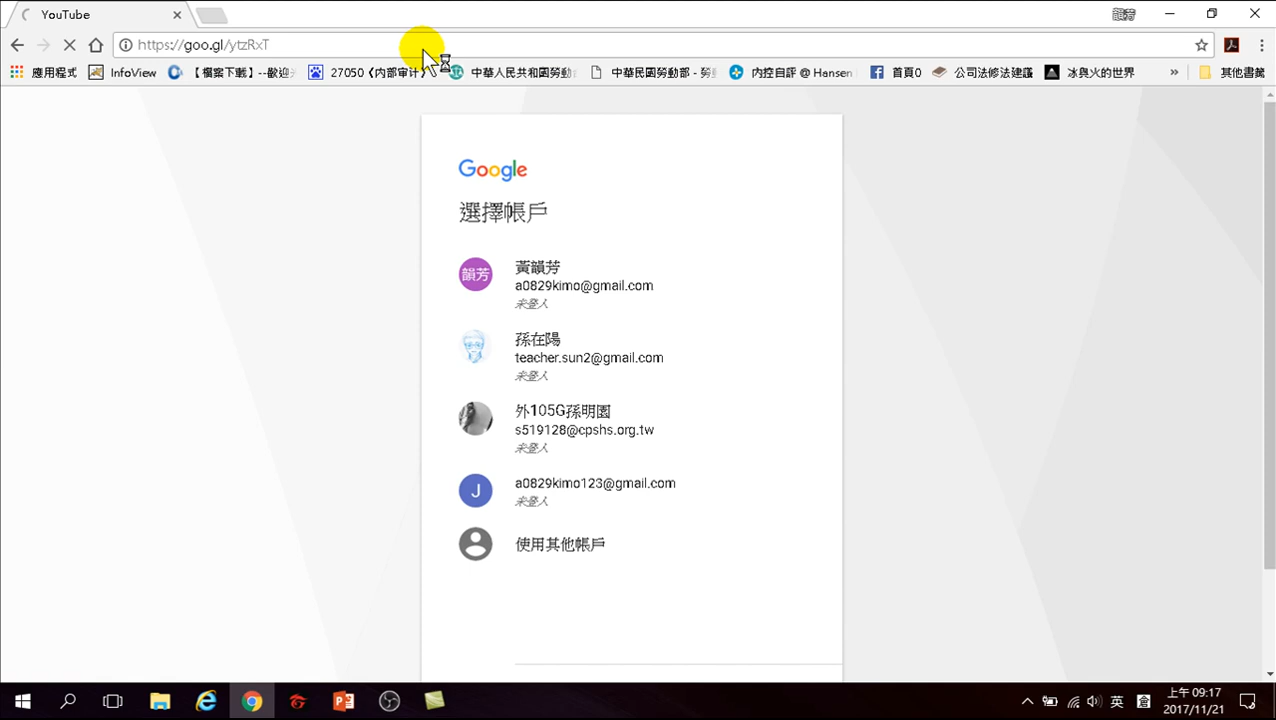 YouTube
韻芳
https://goo.gl/ytzRxT
應用程式
InfoView
【檔案下載】--歡迎
27050《内部审计》
中華人民共和國勞動
中華民國勞動部 - 勞
內控自評 @ Hansen
首頁0
公司法修法建議
冰與火的世界
»
其他書籤
Google
選擇帳戶
韻芳
黃韻芳
a0829kimo@gmail.com
未登入
孫在陽
teacher.sun2@gmail.com
未登入
外105G孫明園
s519128@cpshs.org.tw
未登入
J
a0829kimo123@gmail.com
未登入
使用其他帳戶
英
上午 09:17
2017/11/21